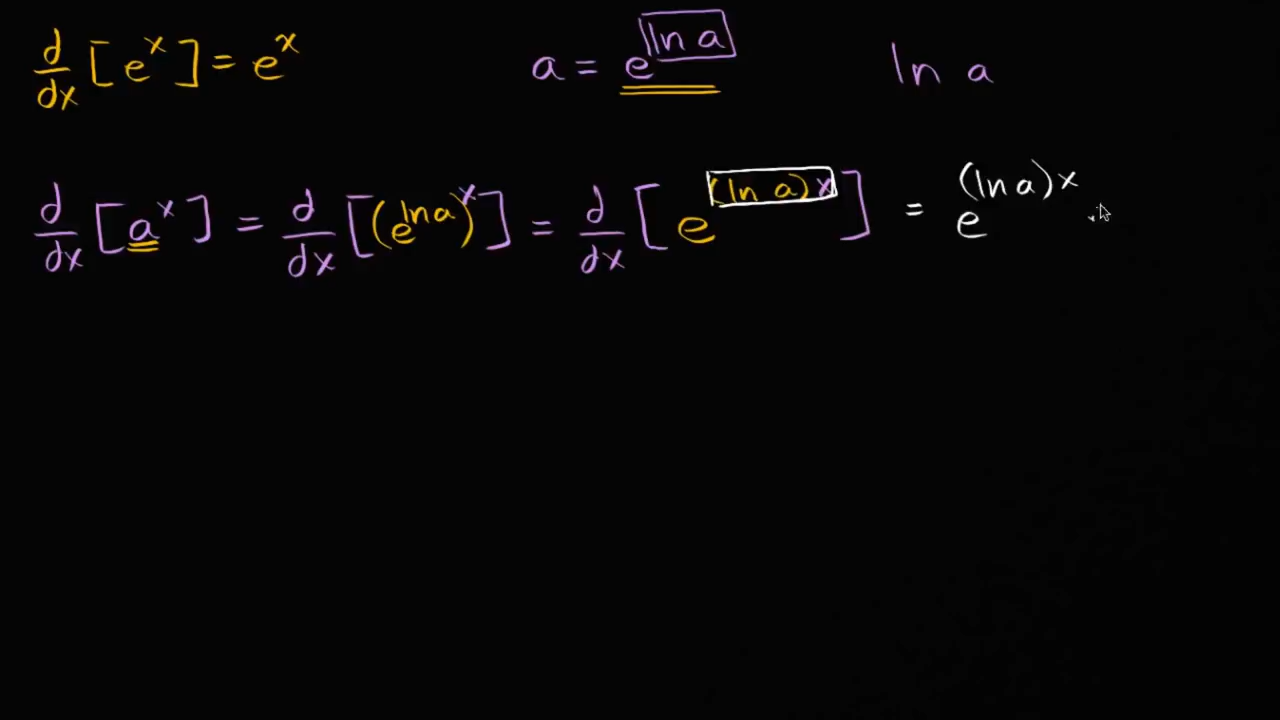 d/dx [e^x] = e^x    a = e^(ln a)    ln a
d/dx [a^x] = d/dx [(e^(ln a))^x] = d/dx [e^((ln a)x)] = e^((ln a)x) ·